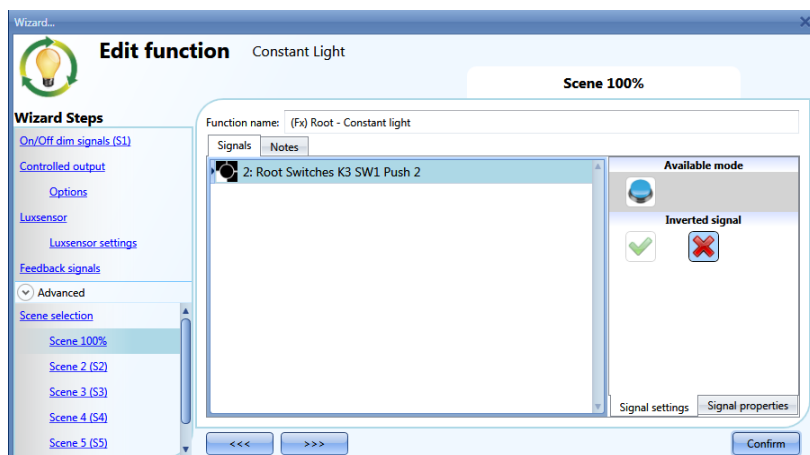 Wizard...
Edit function Constant Light
Scene 100%
Wizard Steps
On/Off dim signals (S1)
Controlled output
Options
Luxsensor
Luxsensor settings
Feedback signals
Advanced
Scene selection
Scene 100%
Scene 2 (S2)
Scene 3 (S3)
Scene 4 (S4)
Scene 5 (S5)
Function name: (Fx) Root - Constant light
Signals Notes
2: Root Switches K3 SW1 Push 2
Available mode
Inverted signal
Signal settings Signal properties
<<< >>> Confirm